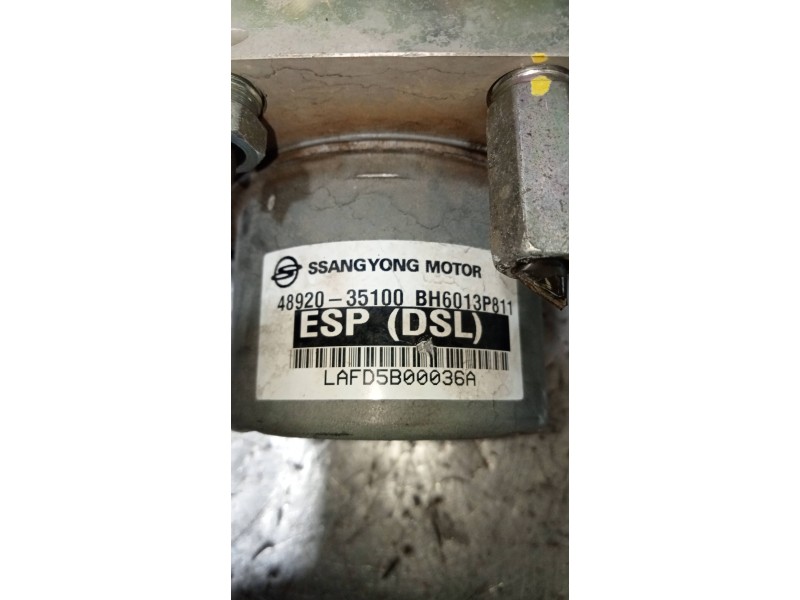 SSANGYONG MOTOR
48920-35100 BH6013P811
ESP (DSL)
LAFD5B00036A